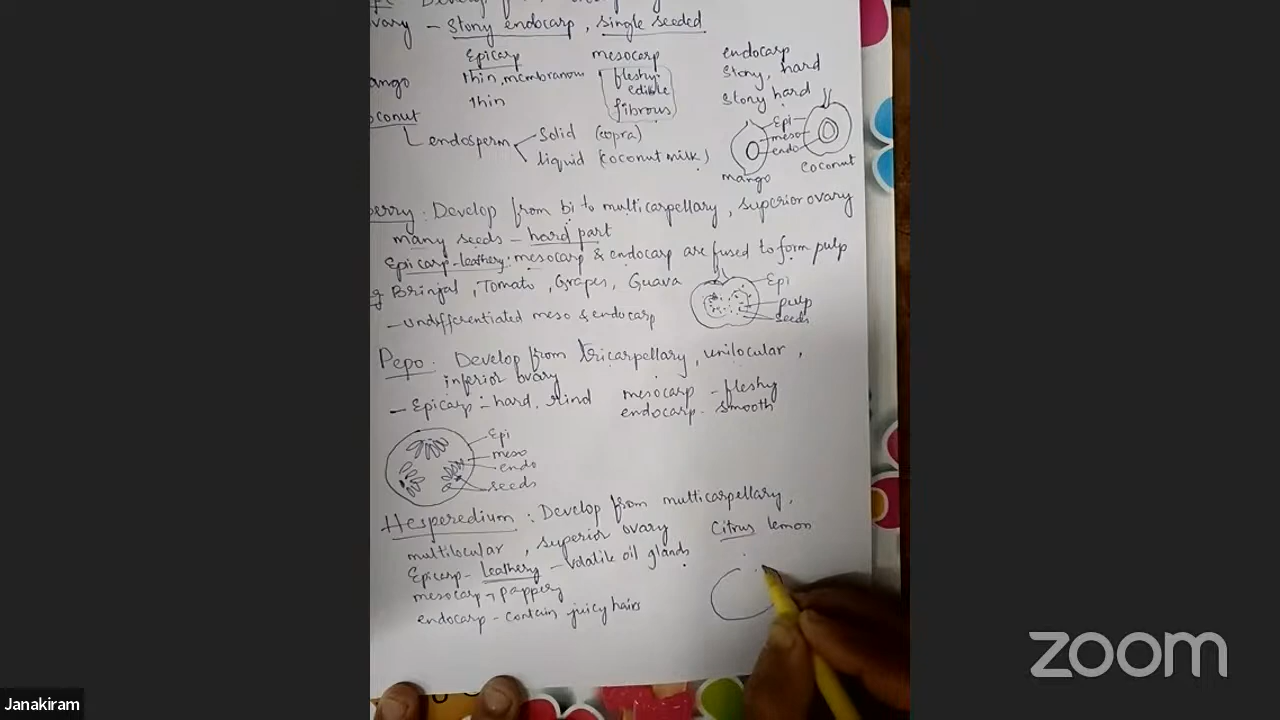 ovary - Stony endocarp, single seeded
Epicarp mesocarp endocarp
ango thin, membranous fleshy edible Stony, hard
oconut thin fibrous Stony hard
endosperm Solid (copra)
liquid (coconut milk)
Epi
meso
endo
mango coconut
berry : Develop from bi to multicarpellary, superior ovary
many seeds - hard part
Epicarp - leathery : mesocarp & endocarp are fused to form pulp
g Brinjal, Tomato, Grapes, Guava
- undifferentiated meso & endocarp
Epi
pulp
seeds
Pepo : Develop from tricarpellary, unilocular,
inferior ovary
- Epicarp - hard, rind mesocarp - fleshy
endocarp - smooth
Epi
meso
endo
seeds
Hesperedium : Develop from multicarpellary,
multilocular, superior ovary
Citrus lemon
Epicarp - leathery - volatile oil glands
mesocarp - pappery
endocarp - contain juicy hairs
zoom
Janakiram